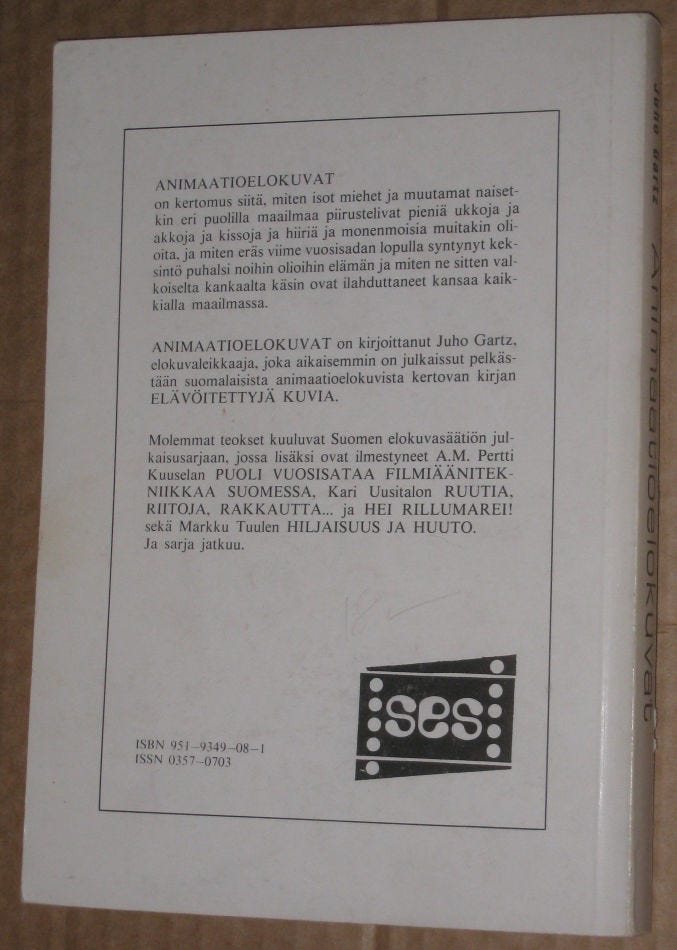 ANIMAATIOELOKUVAT
on kertomus siitä, miten isot miehet ja muutamat naiset-
kin eri puolilla maailmaa piirustelivat pieniä ukkoja ja
akkoja ja kissoja ja hiiriä ja monenmoisia muitakin oli-
oita, ja miten eräs viime vuosisadan lopulla syntynyt kek-
sintö puhalsi noihin olioihin elämän ja miten ne sitten val-
koiselta kankaalta käsin ovat ilahduttaneet kansaa kaik-
kialla maailmassa.
ANIMAATIOELOKUVAT on kirjoittanut Juho Gartz,
elokuvaleikkaaja, joka aikaisemmin on julkaissut pelkäs-
tään suomalaisista animaatioelokuvista kertovan kirjan
ELÄVÖITETTYJÄ KUVIA.
Molemmat teokset kuuluvat Suomen elokuvasäätiön jul-
kaisusarjaan, jossa lisäksi ovat ilmestyneet A.M. Pertti
Kuuselan PUOLI VUOSISATAA FILMIÄÄNITEK-
NIIKKAA SUOMESSA, Kari Uusitalon RUUTIA,
RIITOJA, RAKKAUTTA... ja HEI RILLUMAREI!
sekä Markku Tuulen HILJAISUUS JA HUUTO.
Ja sarja jatkuu.
18
ses
ISBN 951-9349-08-1
ISSN 0357-0703
Juho Gartz Animaatioelokuvat